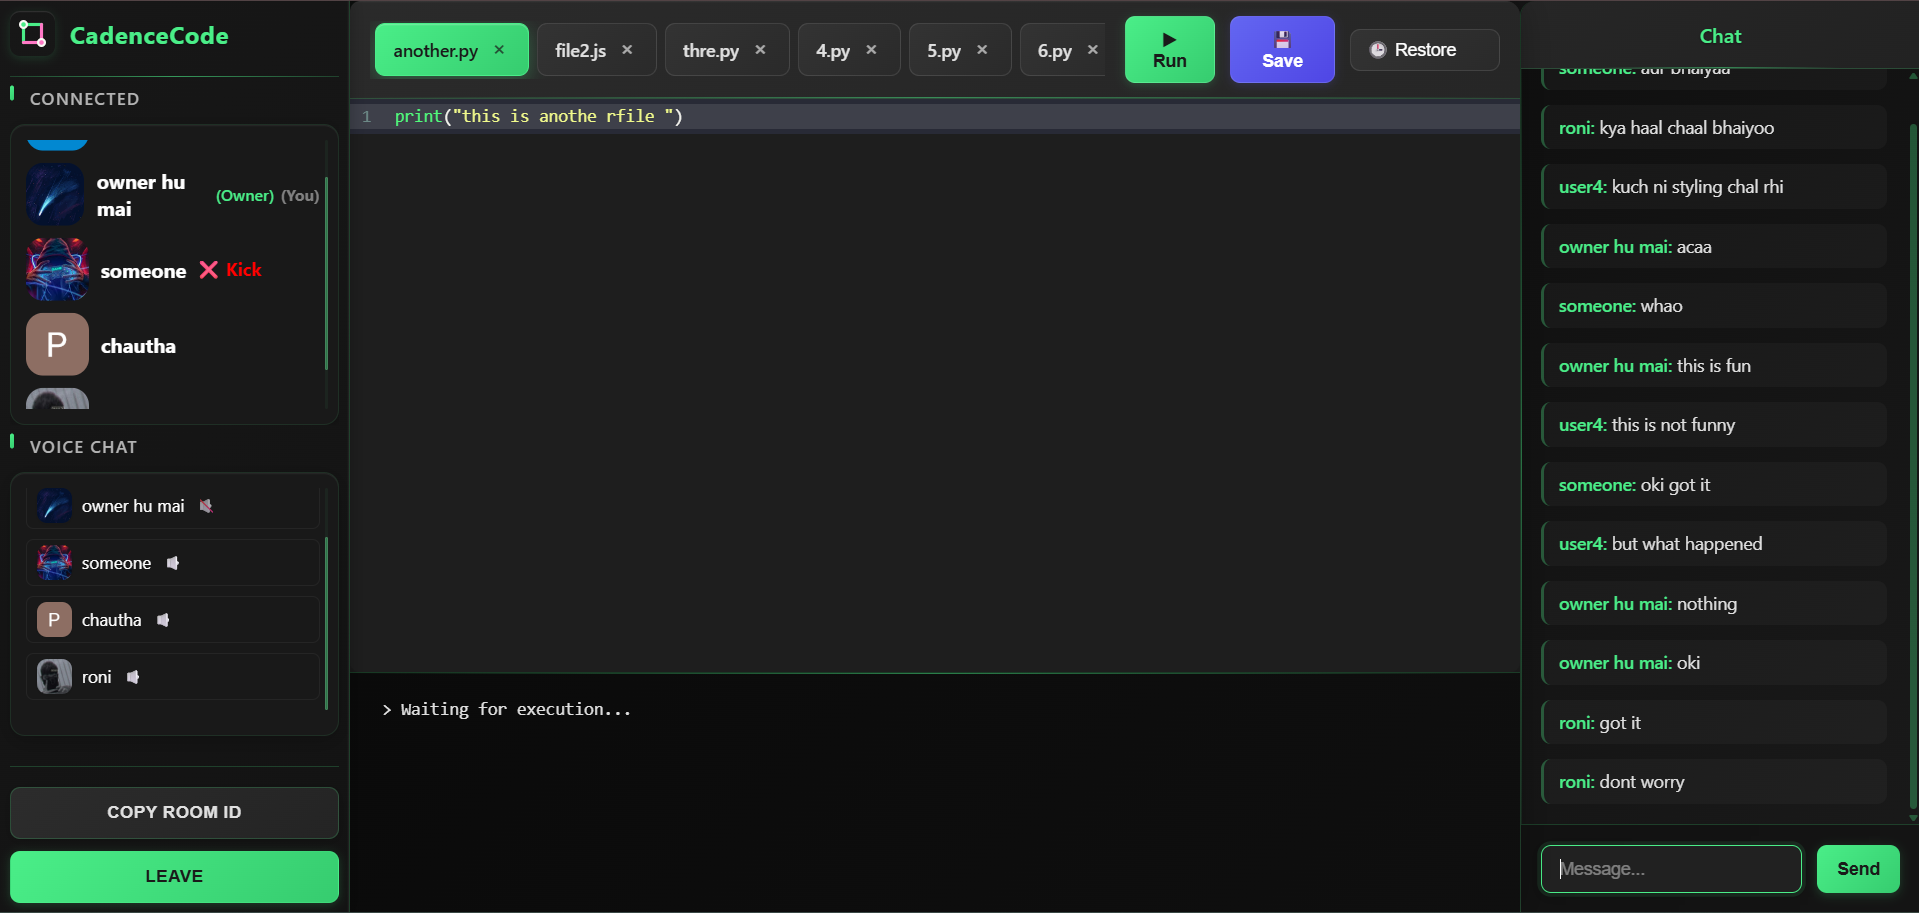 CadenceCode
CONNECTED
owner hu mai (Owner) (You)
someone ❌ Kick
P chautha
VOICE CHAT
owner hu mai
someone
P chautha
roni
COPY ROOM ID
LEAVE
another.py × file2.js × thre.py × 4.py × 5.py × 6.py ×
▶ Run
Save
Restore
1 print("this is anothe rfile ")
> Waiting for execution...
Chat
someone: aur bhaiyaa
roni: kya haal chaal bhaiyoo
user4: kuch ni styling chal rhi
owner hu mai: acaa
someone: whao
owner hu mai: this is fun
user4: this is not funny
someone: oki got it
user4: but what happened
owner hu mai: nothing
owner hu mai: oki
roni: got it
roni: dont worry
Message...
Send